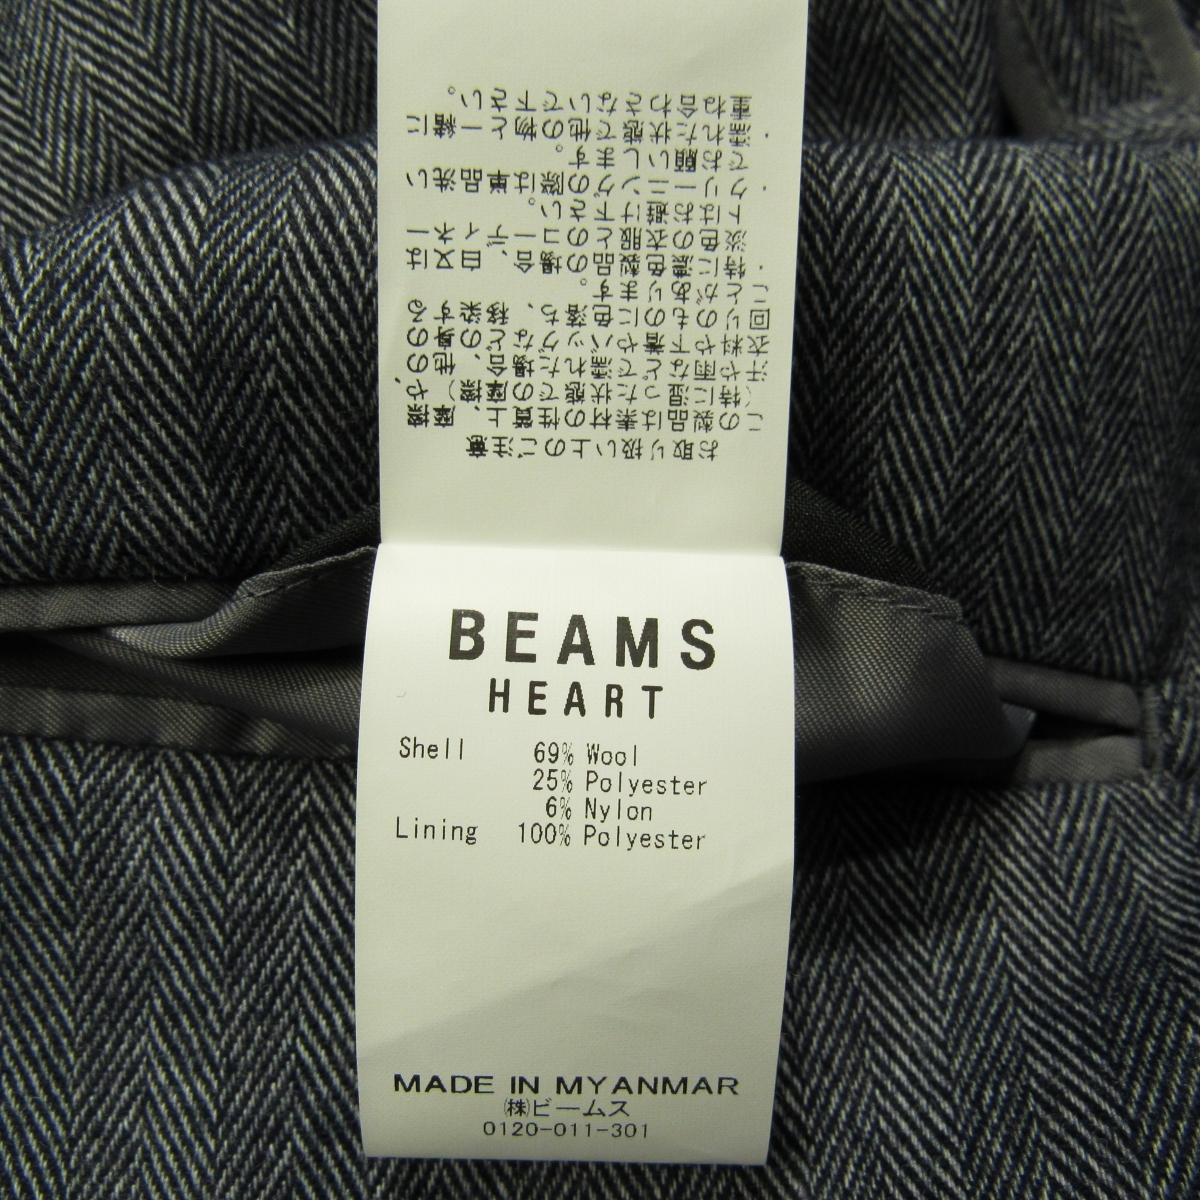 お取り扱い上のご注意
この製品は素材の性質上、摩擦
(特に湿った状態での摩擦)や、
汗や雨などで濡れた場合、他の
衣料や下着やバッグなどの身の
回りのものに色落ち、移染する
ことがあります。
・特に濃色製品の場合、白又は
淡色の衣服とのコーディネー
トはお避け下さい。
・クリーニングの際は単品洗い
でお願いします。
・濡れた状態で他の物と一緒に
重ね合わさないで下さい。
BEAMS
HEART
Shell 69% Wool
25% Polyester
6% Nylon
Lining 100% Polyester
MADE IN MYANMAR
㈱ビームス
0120-011-301